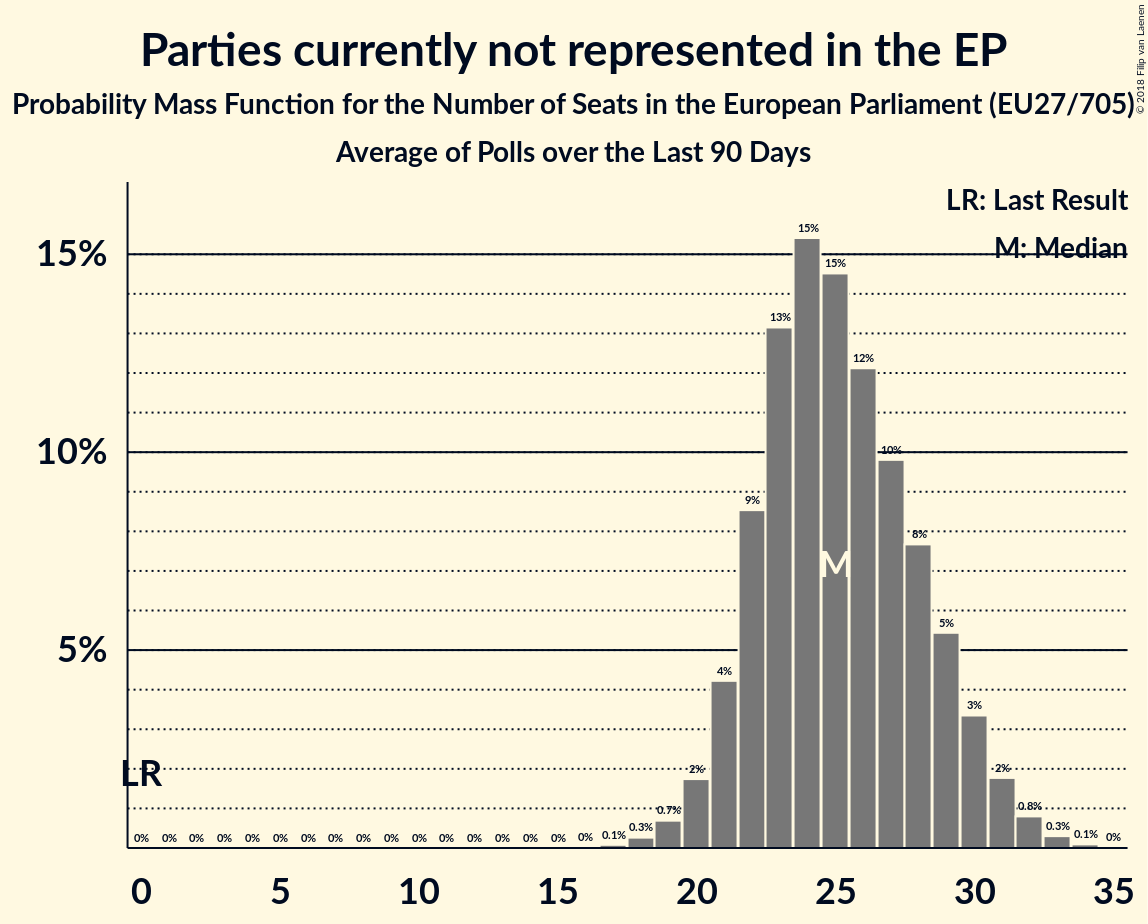 Parties currently not represented in the EP
Probability Mass Function for the Number of Seats in the European Parliament (EU27/705)
Average of Polls over the Last 90 Days
© 2018 Filip van Laenen
LR: Last Result
M: Median
15%
10%
5%
LR
M
0% 0% 0% 0% 0% 0% 0% 0% 0% 0% 0% 0% 0% 0% 0% 0% 0% 0.1% 0.3% 0.7% 2% 4% 9% 13% 15% 15% 12% 10% 8% 5% 3% 2% 0.8% 0.3% 0.1% 0%
0 5 10 15 20 25 30 35